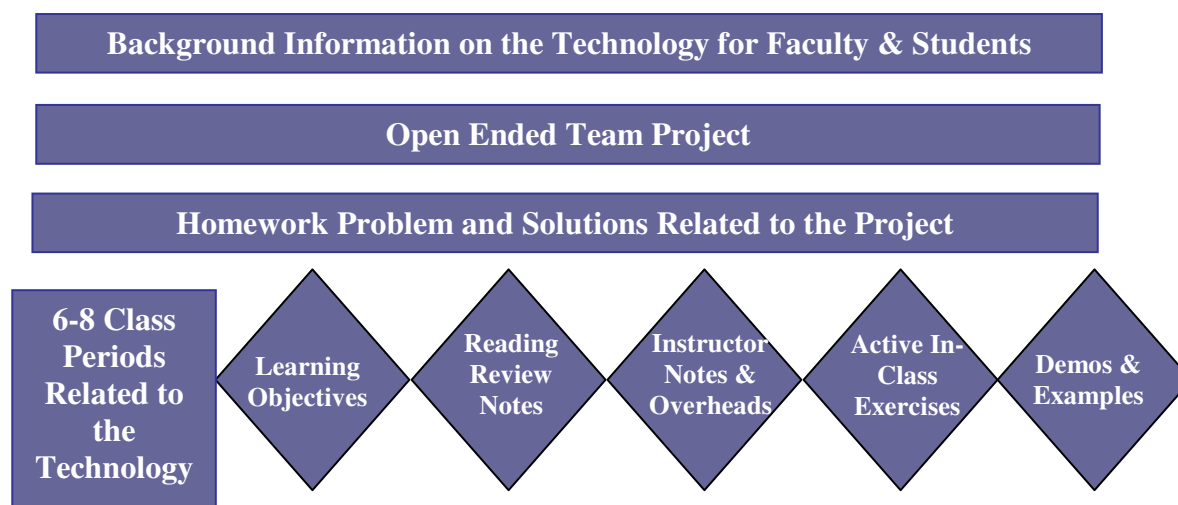 Background Information on the Technology for Faculty & Students
Open Ended Team Project
Homework Problem and Solutions Related to the Project
6-8 Class
Periods
Related to
the
Technology
Learning
Objectives
Reading
Review
Notes
Instructor
Notes &
Overheads
Active In-
Class
Exercises
Demos &
Examples